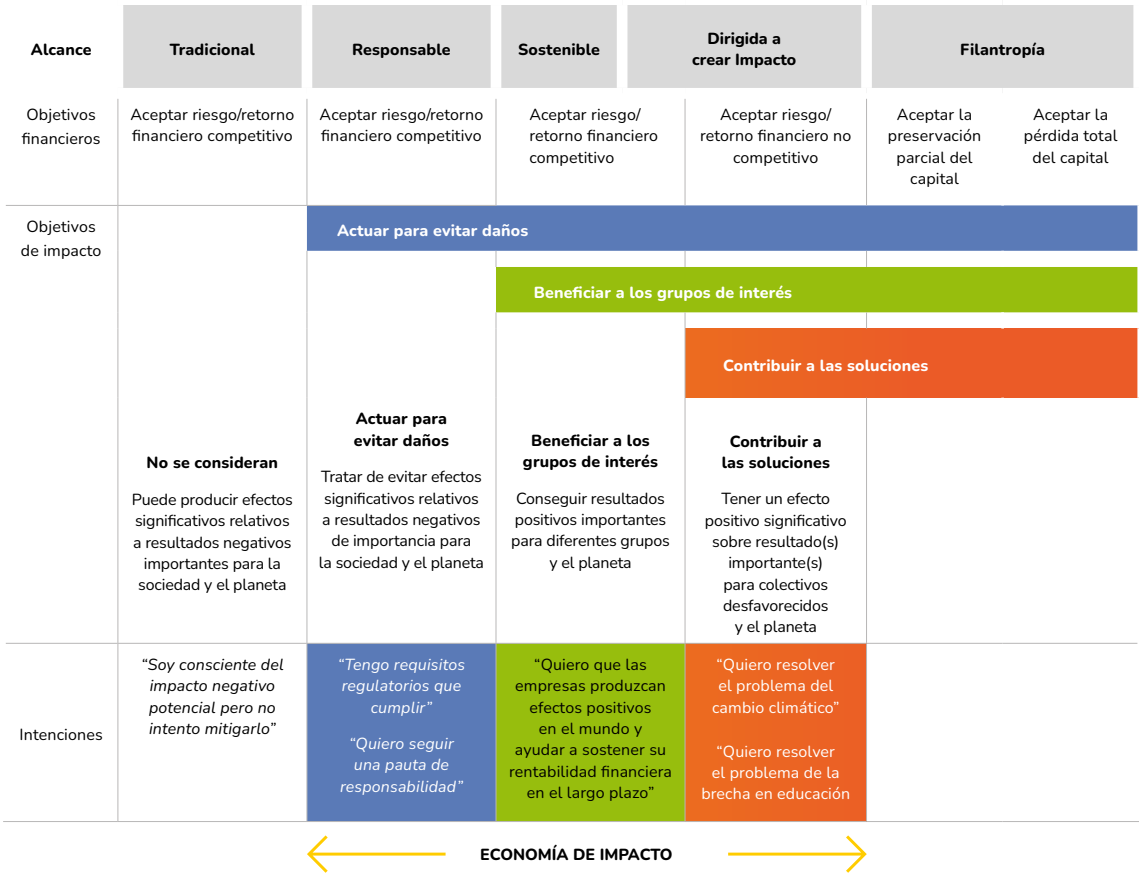 Alcance
Tradicional
Responsable
Sostenible
Dirigida a
crear Impacto
Filantropía
Objetivos
financieros
Aceptar riesgo/retorno
financiero competitivo
Aceptar riesgo/retorno
financiero competitivo
Aceptar riesgo/
retorno financiero
competitivo
Aceptar riesgo/
retorno financiero no
competitivo
Aceptar la
preservación
parcial del
capital
Aceptar la
pérdida total
del capital
Objetivos
de impacto
Actuar para evitar daños
Beneficiar a los grupos de interés
Contribuir a las soluciones
No se consideran
Puede producir efectos
significativos relativos
a resultados negativos
importantes para la
sociedad y el planeta
Actuar para
evitar daños
Tratar de evitar efectos
significativos relativos
a resultados negativos
de importancia para
la sociedad y el planeta
Beneficiar a los
grupos de interés
Conseguir resultados
positivos importantes
para diferentes grupos
y el planeta
Contribuir a
las soluciones
Tener un efecto
positivo significativo
sobre resultado(s)
importante(s)
para colectivos
desfavorecidos
y el planeta
Intenciones
“Soy consciente del
impacto negativo
potencial pero no
intento mitigarlo”
“Tengo requisitos
regulatorios que
cumplir”
“Quiero seguir
una pauta de
responsabilidad”
“Quiero que las
empresas produzcan
efectos positivos
en el mundo y
ayudar a sostener su
rentabilidad financiera
en el largo plazo”
“Quiero resolver
el problema del
cambio climático”
“Quiero resolver
el problema de la
brecha en educación
ECONOMÍA DE IMPACTO